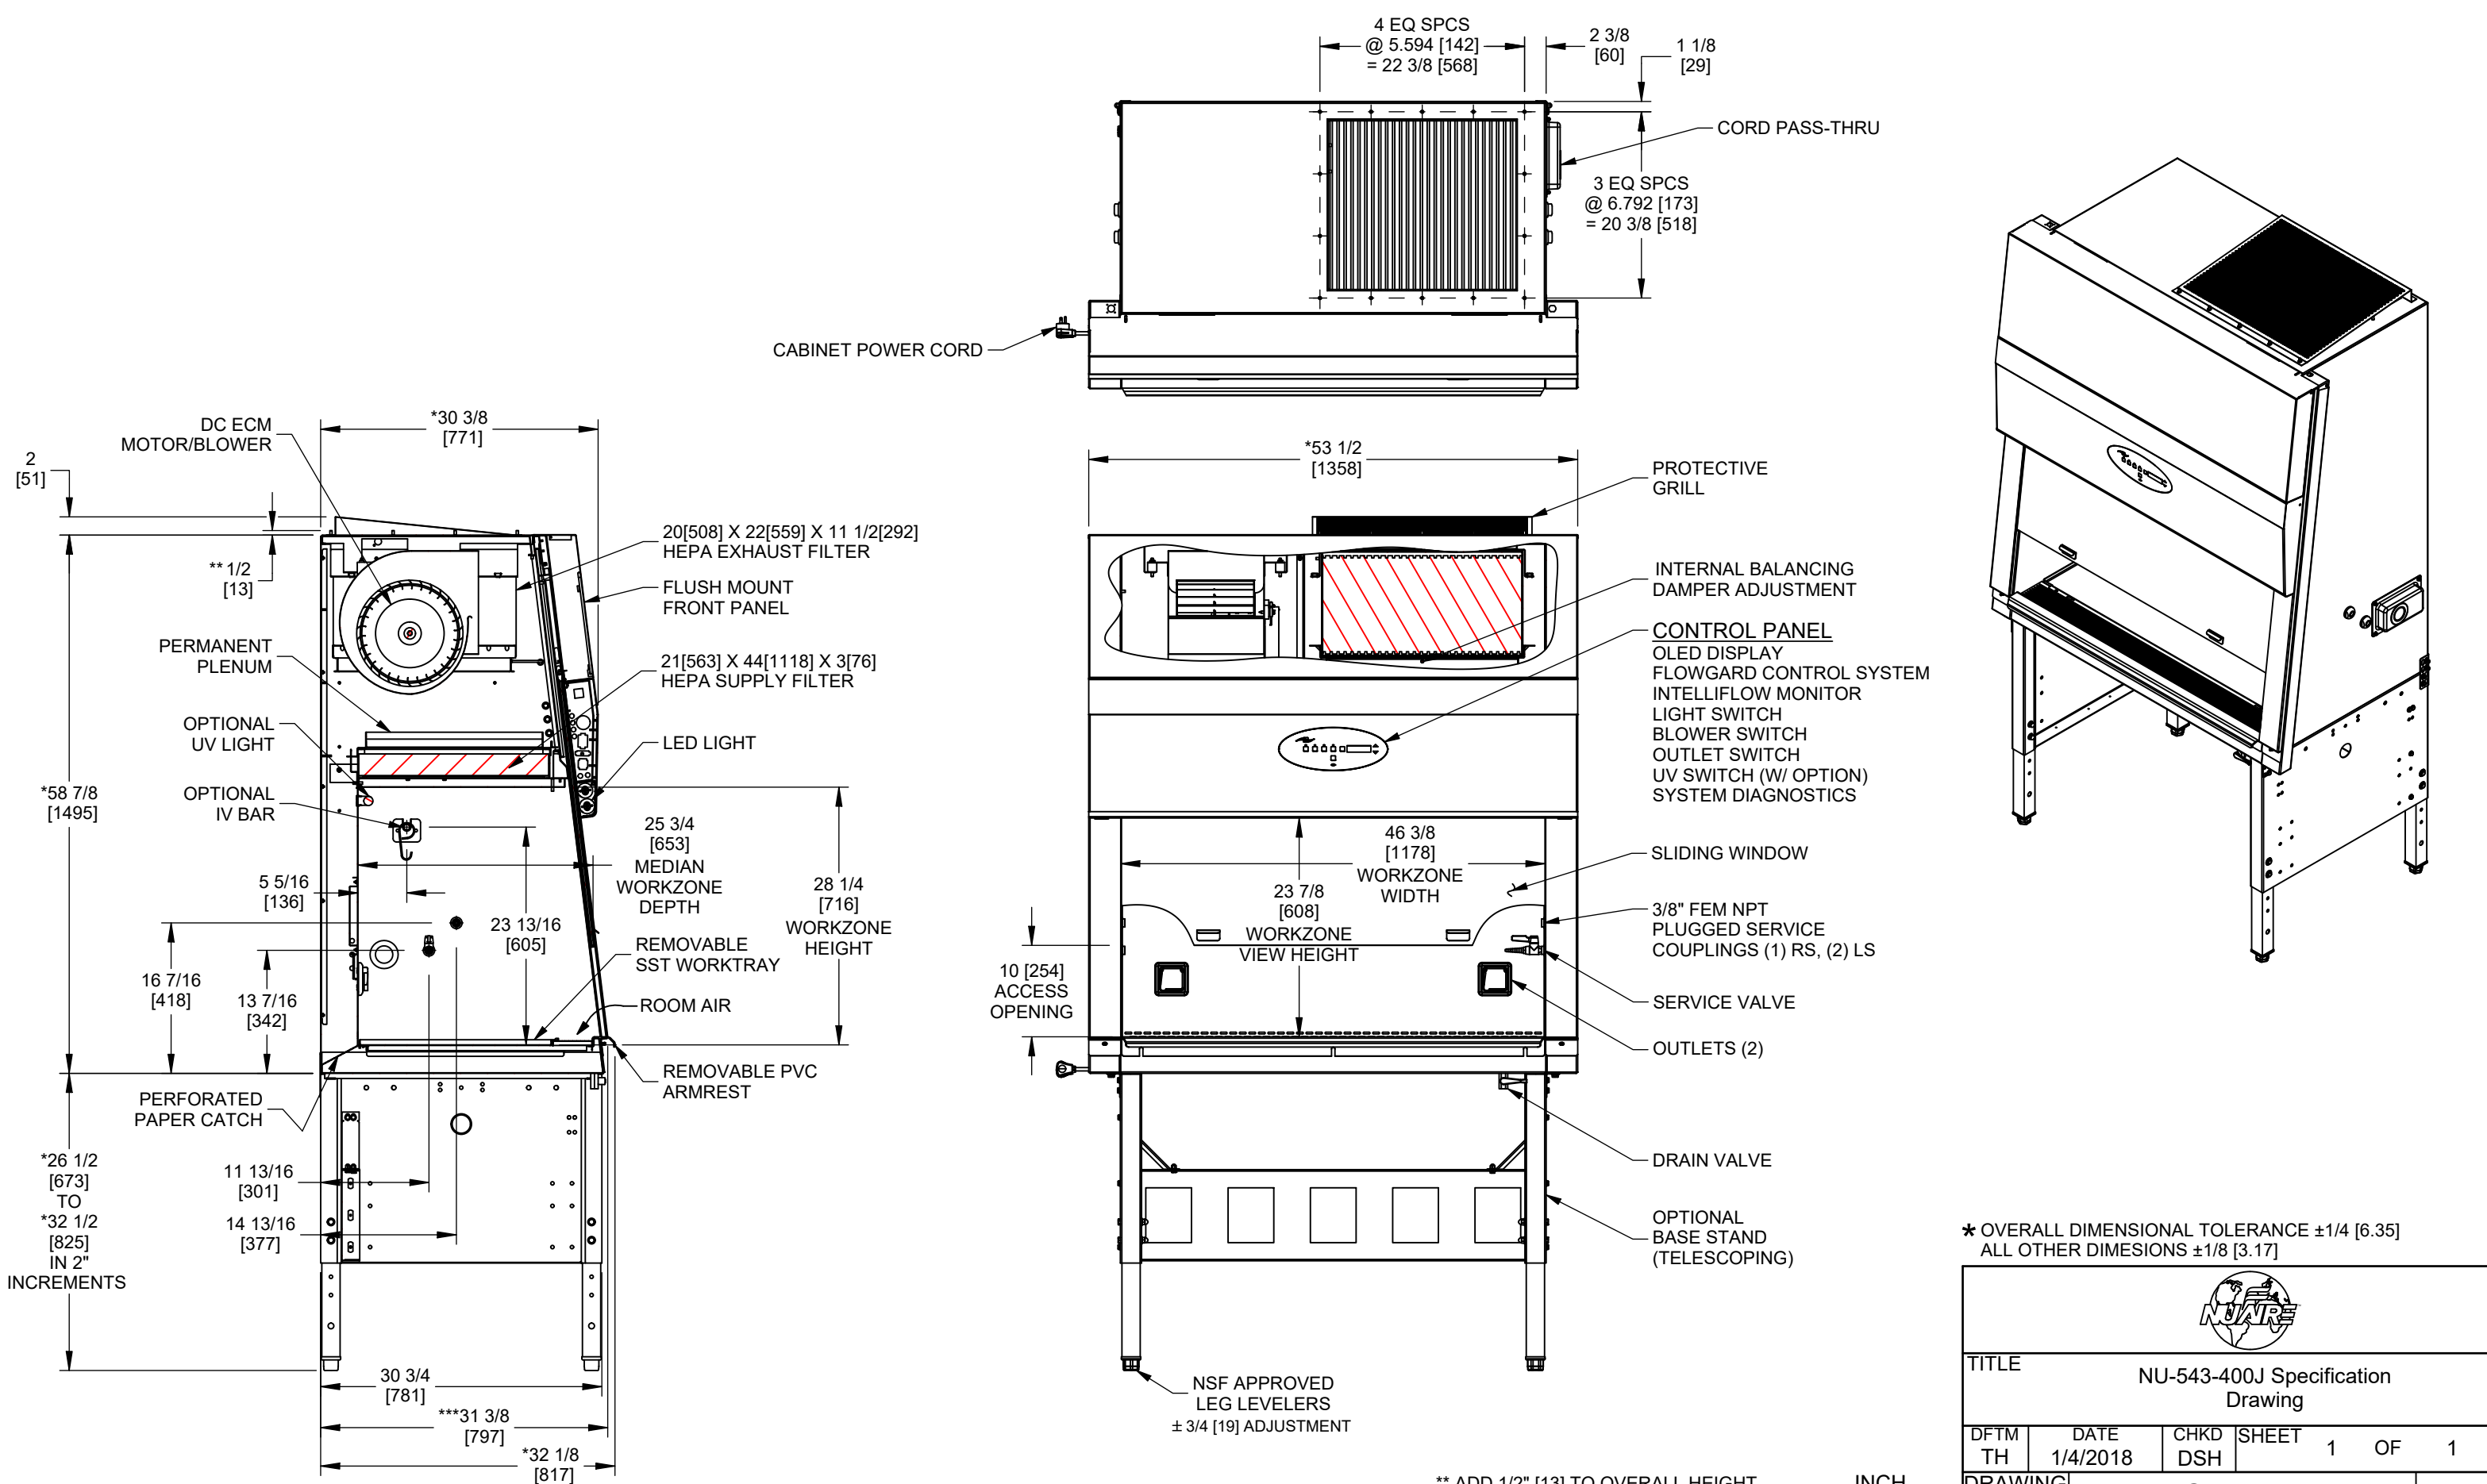 4 EQ SPCS
@ 5.594 [142]
= 22 3/8 [568]
2 3/8
[60]
1 1/8
[29]
CORD PASS-THRU
3 EQ SPCS
@ 6.792 [173]
= 20 3/8 [518]
CABINET POWER CORD
DC ECM
MOTOR/BLOWER
*30 3/8
[771]
2
[51]
** 1/2
[13]
20[508] X 22[559] X 11 1/2[292]
HEPA EXHAUST FILTER
FLUSH MOUNT
FRONT PANEL
PERMANENT
PLENUM
21[563] X 44[1118] X 3[76]
HEPA SUPPLY FILTER
OPTIONAL
UV LIGHT
LED LIGHT
*58 7/8
[1495]
OPTIONAL
IV BAR
25 3/4
[653]
MEDIAN
WORKZONE
DEPTH
5 5/16
[136]
28 1/4
[716]
WORKZONE
HEIGHT
23 13/16
[605]
REMOVABLE
SST WORKTRAY
16 7/16
[418]
13 7/16
[342]
ROOM AIR
REMOVABLE PVC
ARMREST
PERFORATED
PAPER CATCH
*26 1/2
[673]
TO
*32 1/2
[825]
IN 2"
INCREMENTS
11 13/16
[301]
14 13/16
[377]
30 3/4
[781]
***31 3/8
[797]
*32 1/8
[817]
*53 1/2
[1358]
PROTECTIVE
GRILL
INTERNAL BALANCING
DAMPER ADJUSTMENT
CONTROL PANEL
OLED DISPLAY
FLOWGARD CONTROL SYSTEM
INTELLIFLOW MONITOR
LIGHT SWITCH
BLOWER SWITCH
OUTLET SWITCH
UV SWITCH (W/ OPTION)
SYSTEM DIAGNOSTICS
46 3/8
[1178]
WORKZONE
WIDTH
SLIDING WINDOW
23 7/8
[608]
WORKZONE
VIEW HEIGHT
3/8" FEM NPT
PLUGGED SERVICE
COUPLINGS (1) RS, (2) LS
10 [254]
ACCESS
OPENING
SERVICE VALVE
OUTLETS (2)
DRAIN VALVE
OPTIONAL
BASE STAND
(TELESCOPING)
NSF APPROVED
LEG LEVELERS
± 3/4 [19] ADJUSTMENT
* OVERALL DIMENSIONAL TOLERANCE ±1/4 [6.35]
ALL OTHER DIMESIONS ±1/8 [3.17]
NUAIRE
TITLE
NU-543-400J Specification
Drawing
DFTM
TH
DATE
1/4/2018
CHKD
DSH
SHEET 1 OF 1
** ADD 1/2" [13] TO OVERALL HEIGHT
INCH
DRAWING